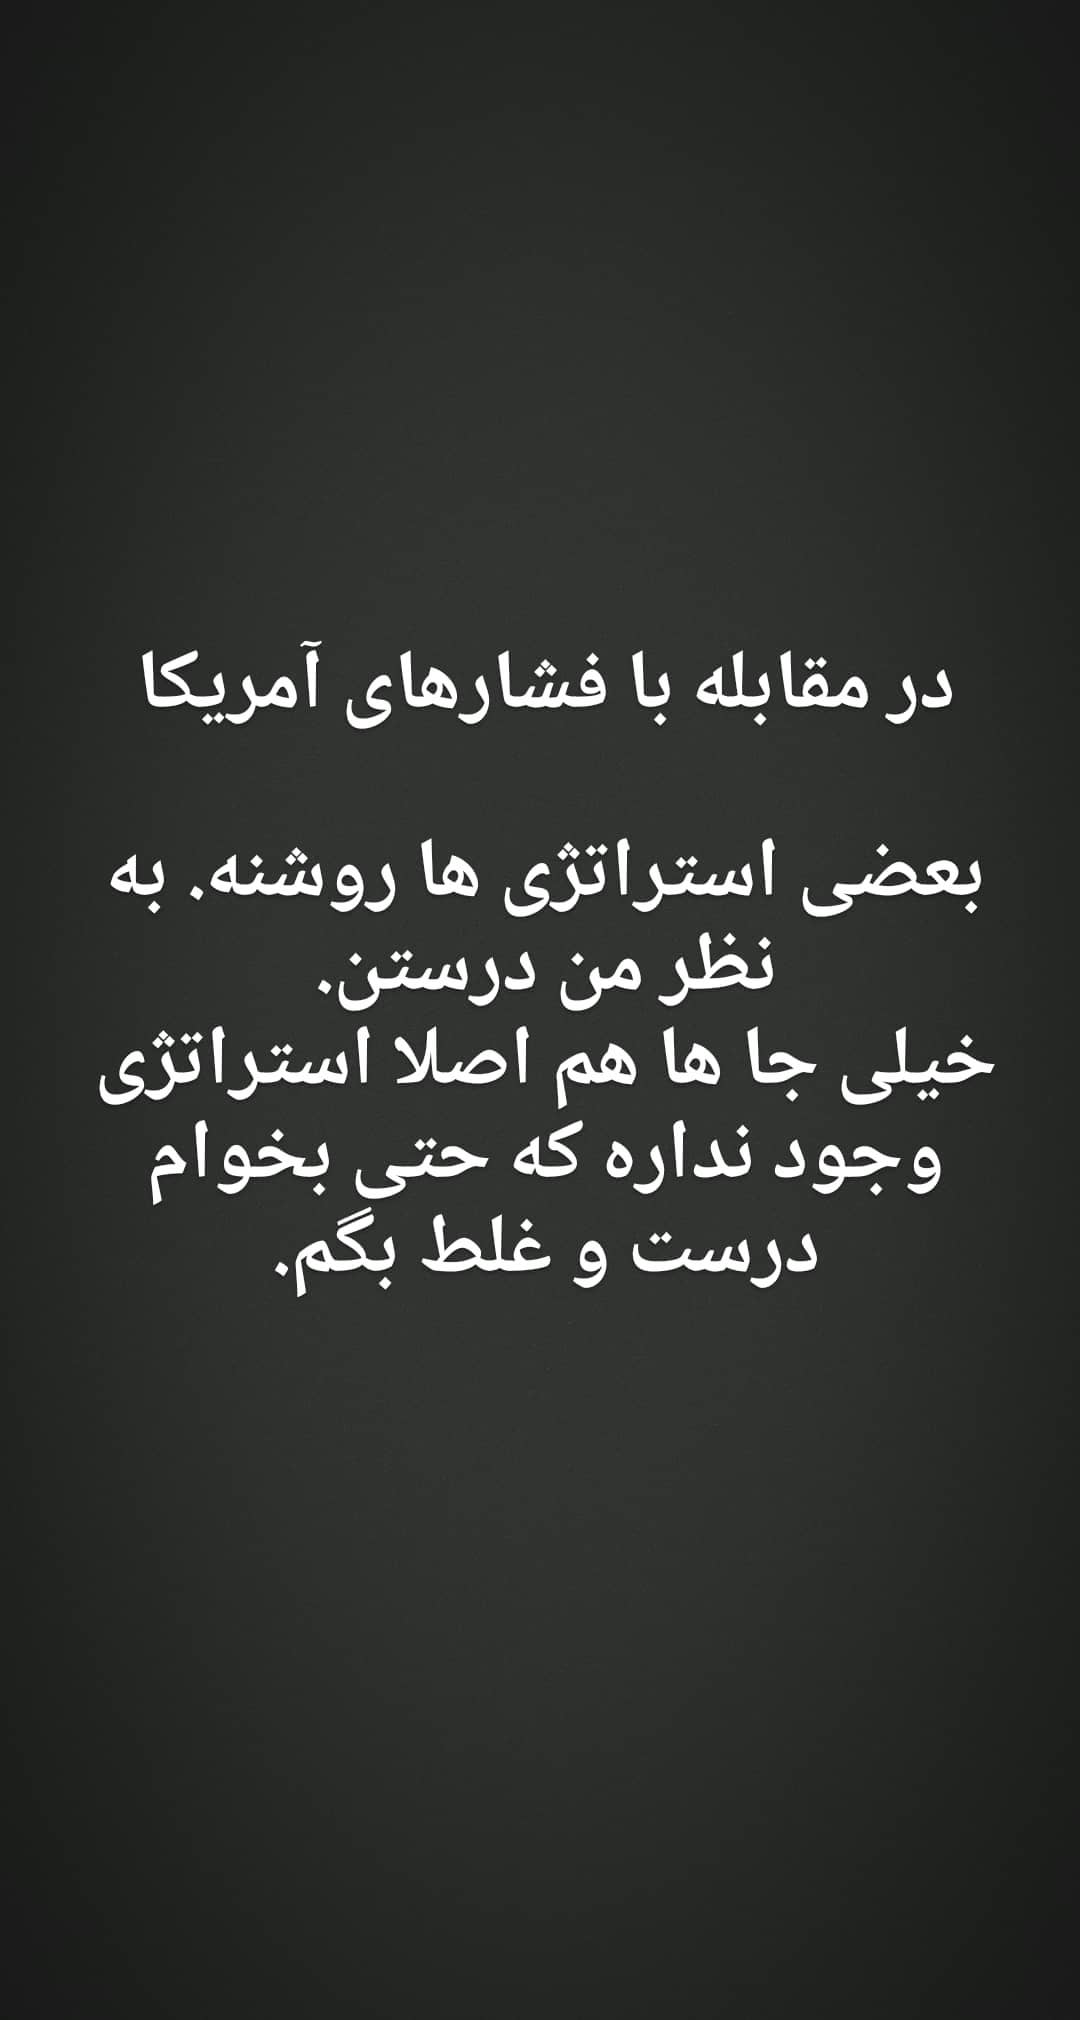 در مقابله با فشارهای آمریکا
بعضی استراتژی ها روشنه. به
نظر من درستن.
خیلی جا ها هم اصلا استراتژی
وجود نداره که حتی بخوام
درست و غلط بگم.